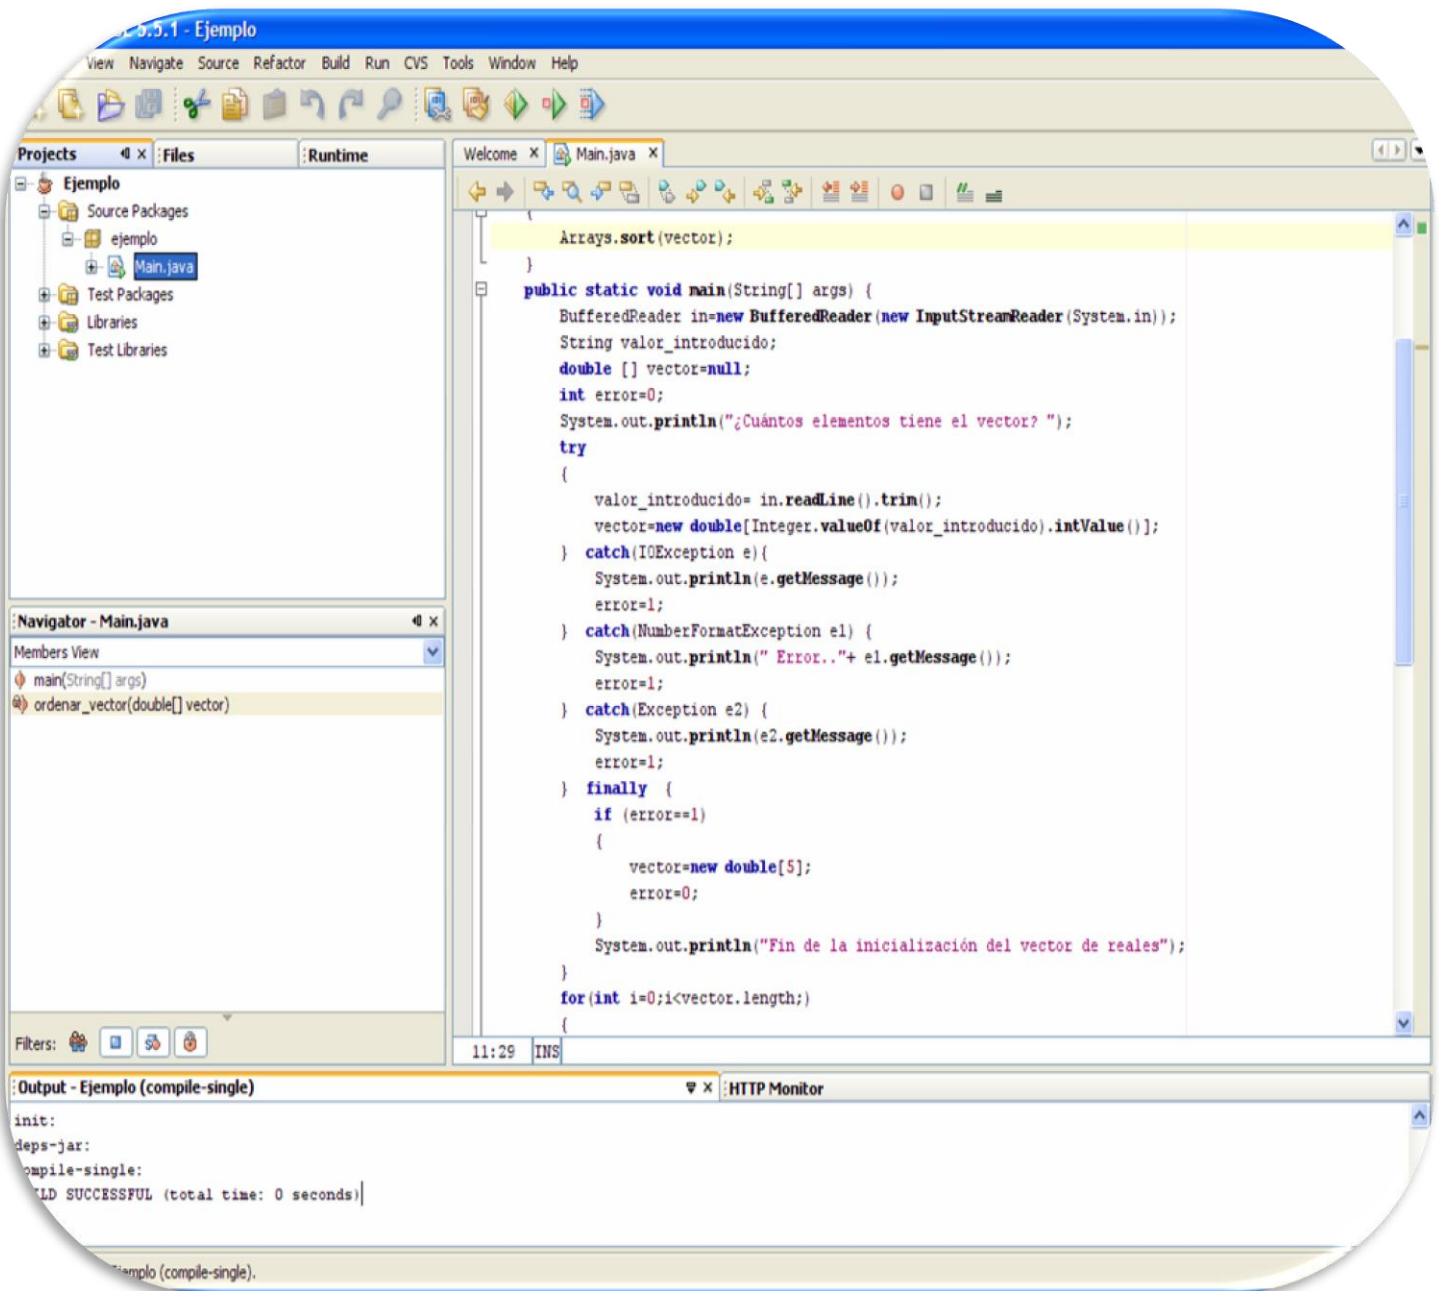 5.5.1 - Ejemplo
View Navigate Source Refactor Build Run CVS Tools Window Help
Projects Files Runtime
Ejemplo
Source Packages
ejemplo
Main.java
Test Packages
Libraries
Test Libraries
Navigator - Main.java
Members View
main(String[] args)
ordenar_vector(double[] vector)
Filters:
Welcome Main.java
{
Arrays.sort(vector);
}
public static void main(String[] args) {
BufferedReader in=new BufferedReader(new InputStreamReader(System.in));
String valor_introducido;
double [] vector=null;
int error=0;
System.out.println("¿Cuántos elementos tiene el vector? ");
try
{
valor_introducido= in.readLine().trim();
vector=new double[Integer.valueOf(valor_introducido).intValue()];
} catch(IOException e){
System.out.println(e.getMessage());
error=1;
} catch(NumberFormatException e1) {
System.out.println(" Error.."+ e1.getMessage());
error=1;
} catch(Exception e2) {
System.out.println(e2.getMessage());
error=1;
} finally {
if (error==1)
{
vector=new double[5];
error=0;
}
System.out.println("Fin de la inicialización del vector de reales");
}
for(int i=0;i<vector.length;)
{
11:29 INS
Output - Ejemplo (compile-single) HTTP Monitor
init:
deps-jar:
ompile-single:
LD SUCCESSFUL (total time: 0 seconds)
emplo (compile-single).